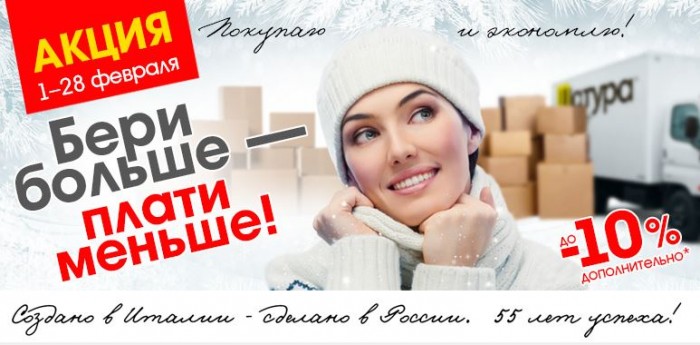 АКЦИЯ
1–28 февраля
Покупаю и экономлю!
Бери
больше —
плати
меньше!
стура
до -10%
дополнительно*
Создано в Италии - сделано в России. 55 лет успеха!